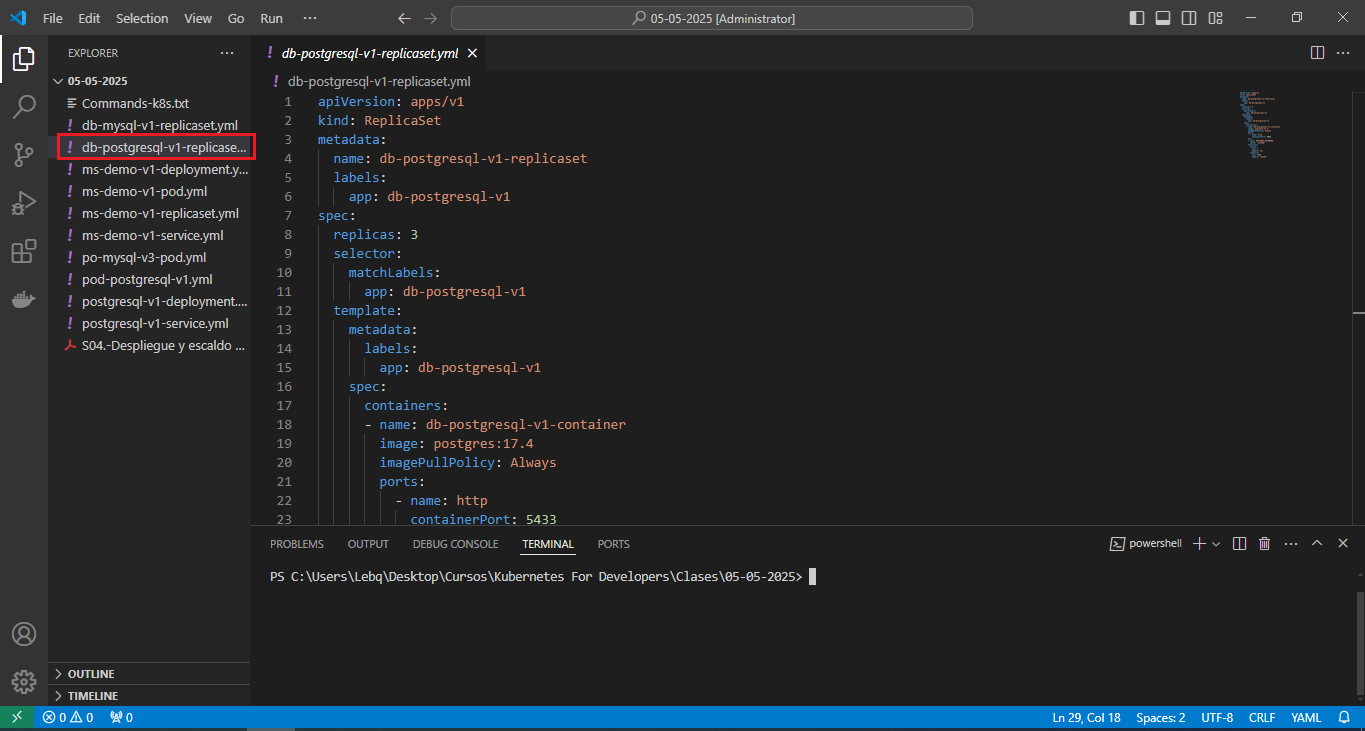 File Edit Selection View Go Run ··· 05-05-2025 [Administrator]
EXPLORER ···
05-05-2025
Commands-k8s.txt
! db-mysql-v1-replicaset.yml
! db-postgresql-v1-replicase...
! ms-demo-v1-deployment.y...
! ms-demo-v1-pod.yml
! ms-demo-v1-replicaset.yml
! ms-demo-v1-service.yml
! po-mysql-v3-pod.yml
! pod-postgresql-v1.yml
! postgresql-v1-deployment....
! postgresql-v1-service.yml
S04.-Despliegue y escaldo ...
OUTLINE
TIMELINE
! db-postgresql-v1-replicaset.yml
! db-postgresql-v1-replicaset.yml
1 apiVersion: apps/v1
2 kind: ReplicaSet
3 metadata:
4 name: db-postgresql-v1-replicaset
5 labels:
6 app: db-postgresql-v1
7 spec:
8 replicas: 3
9 selector:
10 matchLabels:
11 app: db-postgresql-v1
12 template:
13 metadata:
14 labels:
15 app: db-postgresql-v1
16 spec:
17 containers:
18 - name: db-postgresql-v1-container
19 image: postgres:17.4
20 imagePullPolicy: Always
21 ports:
22 - name: http
23 containerPort: 5433
PROBLEMS OUTPUT DEBUG CONSOLE TERMINAL PORTS powershell
PS C:\Users\Lebq\Desktop\Cursos\Kubernetes For Developers\Clases\05-05-2025>
0 0 0 Ln 29, Col 18 Spaces: 2 UTF-8 CRLF YAML